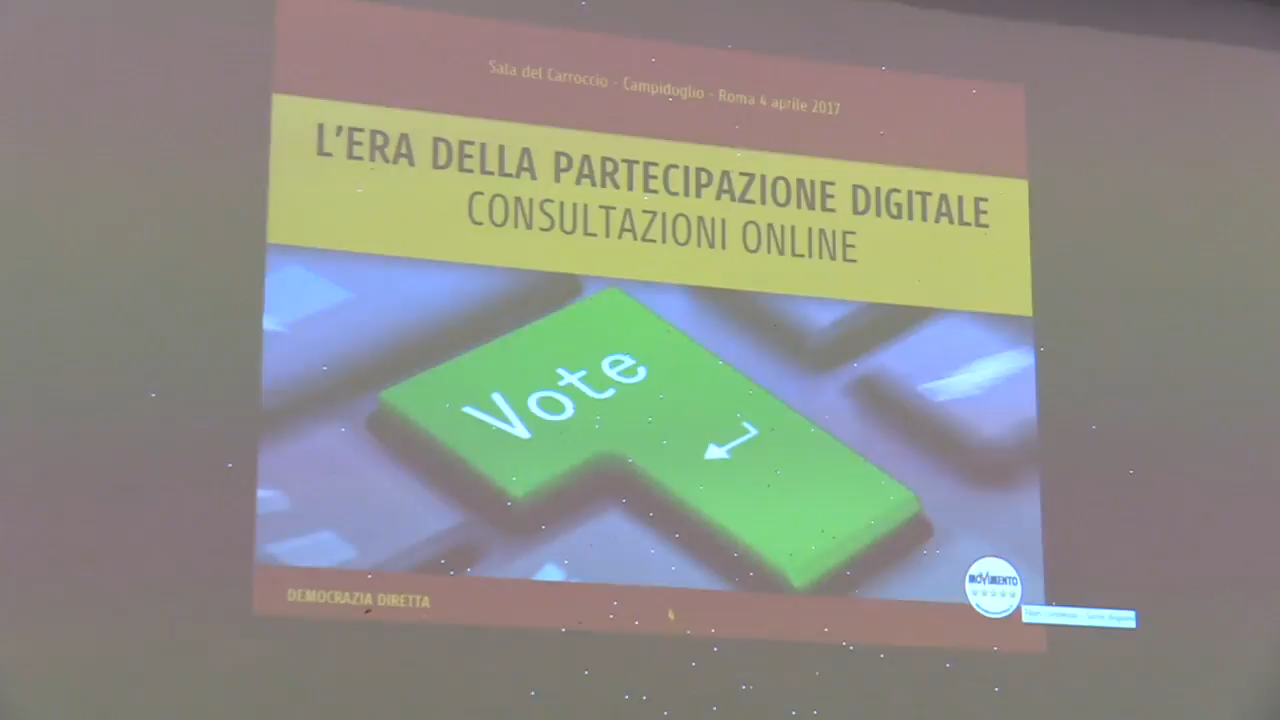 Sala del Carroccio - Campidoglio - Roma 4 aprile 2017
L'ERA DELLA PARTECIPAZIONE DIGITALE
CONSULTAZIONI ONLINE
Vote
MOVIMENTO
DEMOCRAZIA DIRETTA